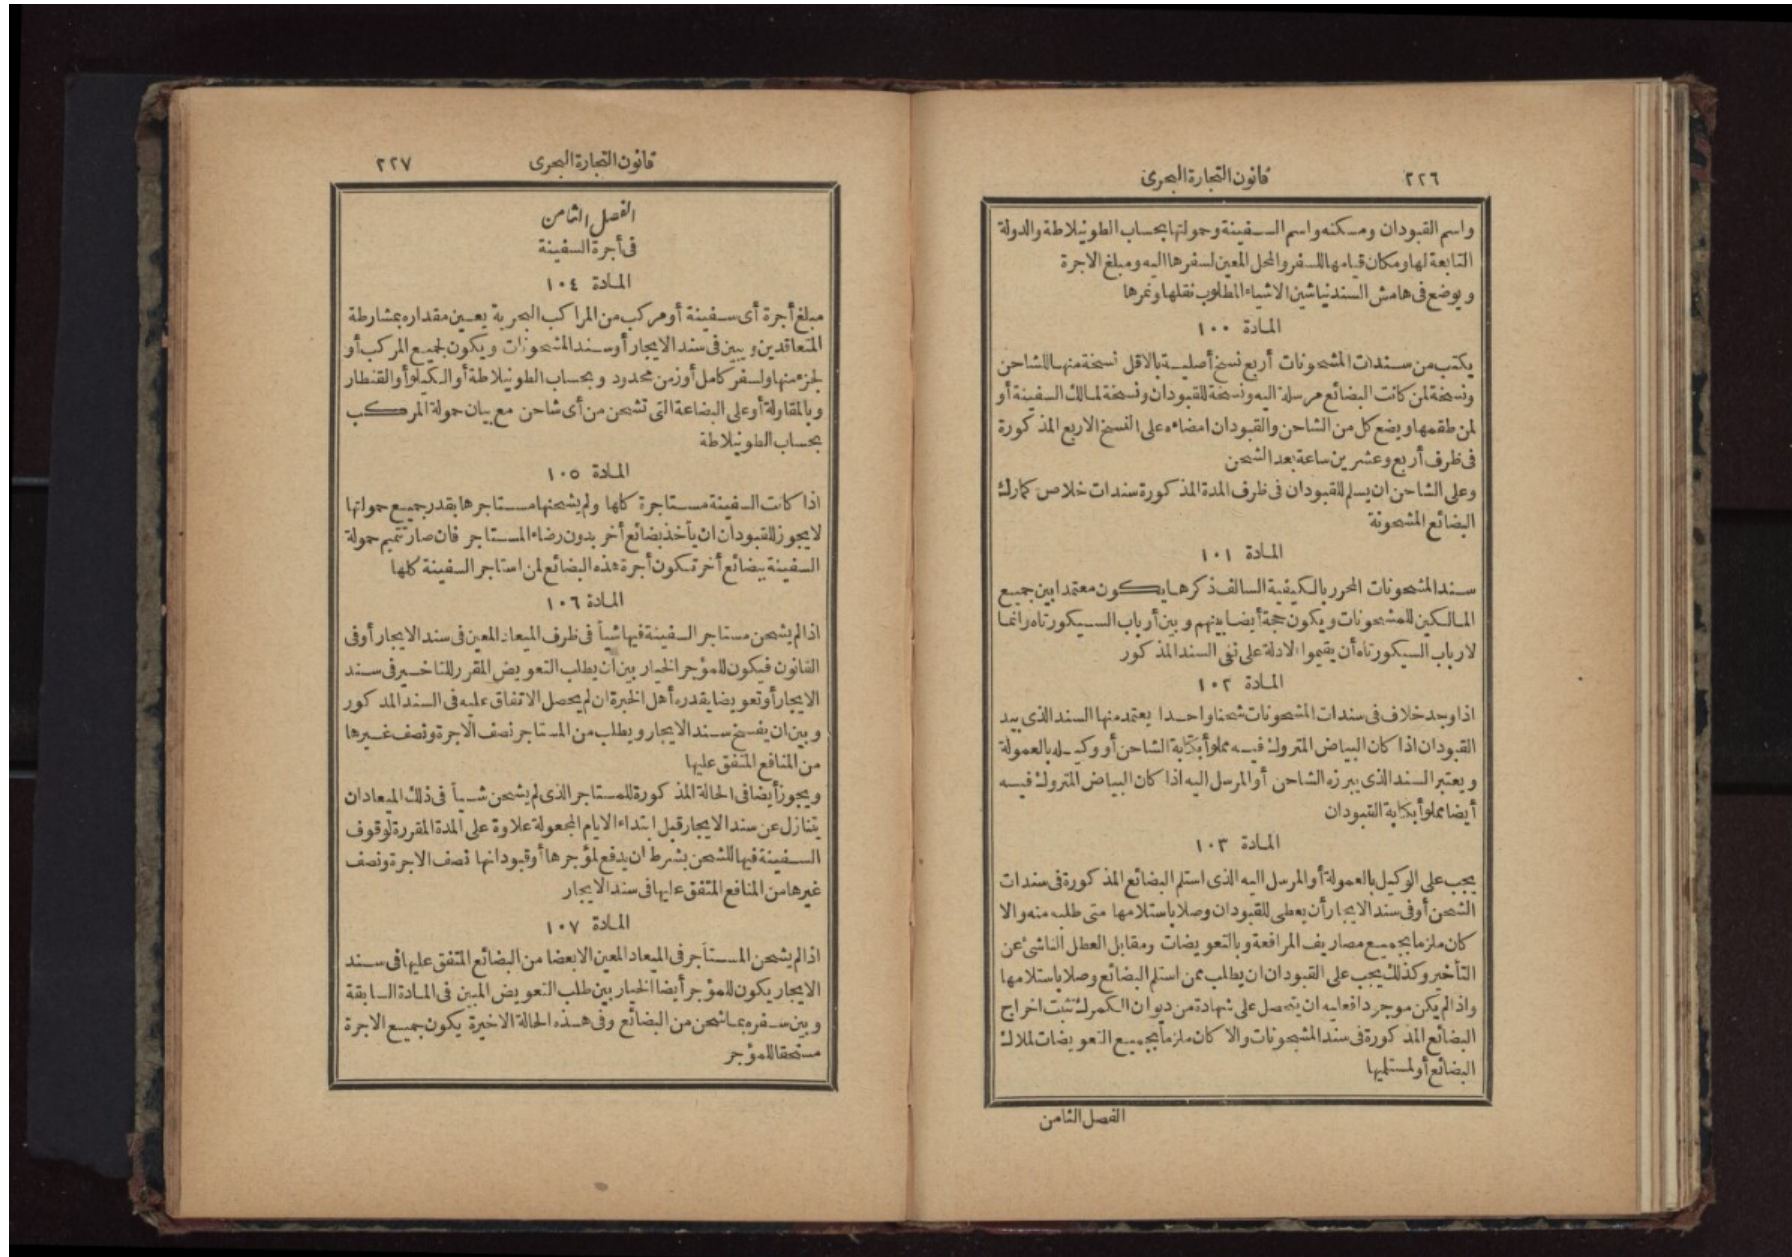 ٢٢٦
قانون التجارة البحرى
واسم القبودان ومسكنه واسم السفينة وحمولتها بحساب الطونيلاطة والدولة
التابعة لها ومكان قيامها للسفر والمحل المعين لسفرها اليه ومبلغ الاجرة
ويوضع فى هامش السند نياشين الاشياء المطلوب نقلها ونمرها
المادة ١٠٠
يكتب من سندات المشحونات أربع نسخ أصلية بالاقل نسخة منها للشاحن
ونسخة لمن كانت البضائع مرسلة اليه ونسخة للقبودان ونسخة لمالك السفينة أو
لمن طقمها ويضع كل من الشاحن والقبودان امضاءه على النسخ الاربع المذكورة
فى ظرف أربع وعشرين ساعة بعد الشحن
وعلى الشاحن ان يسلم للقبودان فى ظرف المدة المذكورة سندات خلاص كمارك
البضائع المشحونة
المادة ١٠١
سند المشحونات المحرر بالكيفية السالف ذكرها يكون معتمدا بين جميع
المالكين للمشحونات ويكون حجة أيضا بينهم وبين أرباب السيكورتاه وانما
لارباب السيكورتاه أن يقيموا الادلة على نفى السند المذكور
المادة ١٠٢
اذا وجد خلاف فى سندات المشحونات شحنا واحدا يعتمد منها السند الذى بيد
القبودان اذا كان البياض المتروك فيه مملوأ بكتابة الشاحن أو وكيله بالعمولة
ويعتبر السند الذى يبرزه الشاحن أو المرسل اليه اذا كان البياض المتروك فيه
أيضا مملوأ بكتابة القبودان
المادة ١٠٣
يجب على الوكيل بالعمولة أو المرسل اليه الذى استلم البضائع المذكورة فى سندات
الشحن أو فى سند الايجار أن يعطى للقبودان وصلا باستلامها متى طلبه منه والا
كان ملزما بجميع مصاريف المرافعة وبالتعويضات ومقابل العطل الناشئ عن
التأخير وكذلك يجب على القبودان ان يطلب ممن استلم البضائع وصلا باستلامها
واذا لم يكن موجودا فعليه ان يتحصل على شهادة من ديوان الكمرك تثبت اخراج
البضائع المذكورة فى سند المشحونات والا كان ملزما بجميع التعويضات لملاك
البضائع أو لمستلميها
الفصل الثامن
قانون التجارة البحرى
٢٢٧
الفصل الثامن
فى أجرة السفينة
المادة ١٠٤
مبلغ أجرة أى سفينة أو مركب من المراكب البحرية يعين مقداره بمشارطة
المتعاقدين ويبين فى سند الايجار أو سند المشحونات ويكون لجميع المركب أو
لجزء منها ولسفر كامل أو زمن محدود وبحساب الطونيلاطة أو الكيلو أو القنطار
وبالمقاولة أو على البضاعة التى تشحن من أى شاحن مع بيان حمولة المركب
بحساب الطونيلاطة
المادة ١٠٥
اذا كانت السفينة مستاجرة كلها ولم يشحنها مستاجرها بقدر جميع حمولتها
لا يجوز للقبودان ان يأخذ بضائع أخر بدون رضاء المستاجر فان صار تتميم حمولة
السفينة ببضائع أخر تكون أجرة هذه البضائع لمن استاجر السفينة كلها
المادة ١٠٦
اذا لم يشحن مستاجر السفينة فيها شيأ فى ظرف الميعاد المعين فى سند الايجار أو فى
القانون فيكون للمؤجر الخيار بين أن يطلب التعويض المقرر للتاخير فى سند
الايجار أو تعويضا يقدره أهل الخبرة ان لم يحصل الاتفاق عليه فى السند المذكور
وبين ان يفسخ سند الايجار ويطلب من المستاجر نصف الاجرة ونصف غيرها
من المنافع المتفق عليها
ويجوز أيضا فى الحالة المذكورة للمستاجر الذى لم يشحن شيأ فى ذلك الميعاد ان
يتنازل عن سند الايجار قبل ابتداء الايام المجعولة علاوة على المدة المقررة لوقوف
السفينة فيها للشحن بشرط ان يدفع لمؤجرها أو قبودانها نصف الاجرة ونصف
غيرها من المنافع المتفق عليها فى سند الايجار
المادة ١٠٧
اذا لم يشحن المستأجر فى الميعاد المعين الا بعضا من البضائع المتفق عليها فى سند
الايجار يكون للمؤجر أيضا الخيار بين طلب التعويض المبين فى المادة السابقة
وبين سفره بما شحن من البضائع وفى هذه الحالة الاخيرة يكون جميع الاجرة
مستحقا للمؤجر